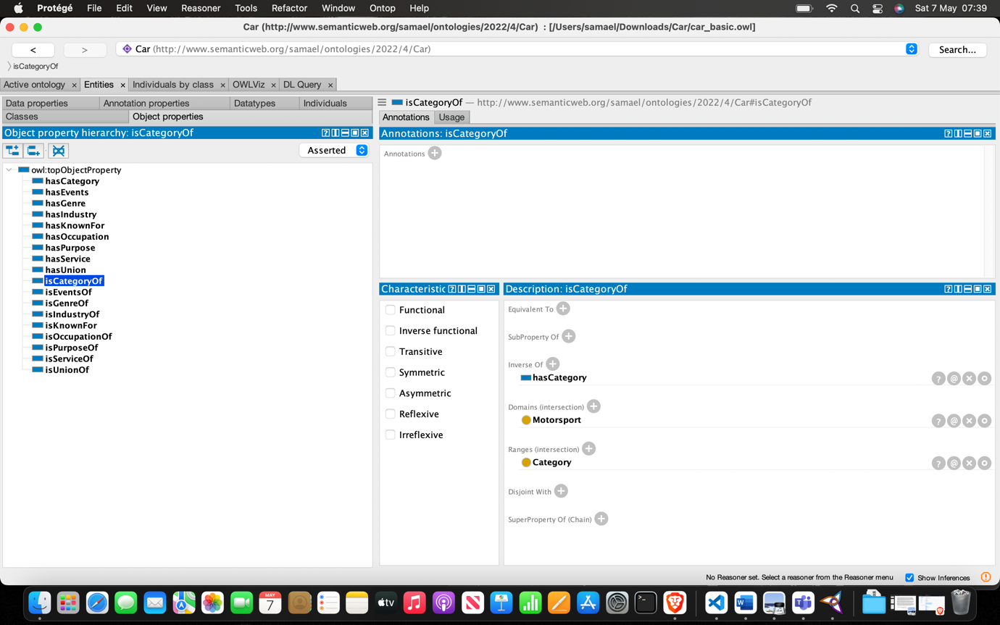 Protégé File Edit View Reasoner Tools Refactor Window Ontop Help Sat 7 May 07:39
Car (http://www.semanticweb.org/samael/ontologies/2022/4/Car) : [/Users/samael/Downloads/Car/car_basic.owl]
< > Car (http://www.semanticweb.org/samael/ontologies/2022/4/Car) Search...
isCategoryOf
Active ontology × Entities × Individuals by class × OWLViz × DL Query ×
Data properties Annotation properties Datatypes Individuals
Classes Object properties
Object property hierarchy: isCategoryOf
Asserted
owl:topObjectProperty
hasCategory
hasEvents
hasGenre
hasIndustry
hasKnownFor
hasOccupation
hasPurpose
hasService
hasUnion
isCategoryOf
isEventsOf
isGenreOf
isIndustryOf
isKnownFor
isOccupationOf
isPurposeOf
isServiceOf
isUnionOf
isCategoryOf — http://www.semanticweb.org/samael/ontologies/2022/4/Car#isCategoryOf
Annotations Usage
Annotations: isCategoryOf
Annotations
Characteristic
Functional
Inverse functional
Transitive
Symmetric
Asymmetric
Reflexive
Irreflexive
Description: isCategoryOf
Equivalent To
SubProperty Of
Inverse Of
hasCategory
Domains (intersection)
Motorsport
Ranges (intersection)
Category
Disjoint With
SuperProperty Of (Chain)
No Reasoner set. Select a reasoner from the Reasoner menu Show Inferences
MAY
7
tv